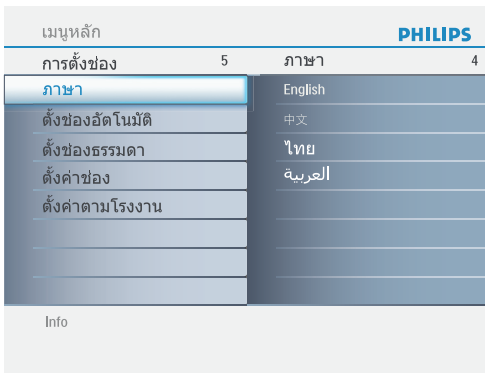 เมนูหลัก PHILIPS
การตั้งช่อง 5 ภาษา 4
ภาษา English
ตั้งช่องอัตโนมัติ 中文
ตั้งช่องธรรมดา ไทย
ตั้งค่าช่อง العربية
ตั้งค่าตามโรงงาน
Info